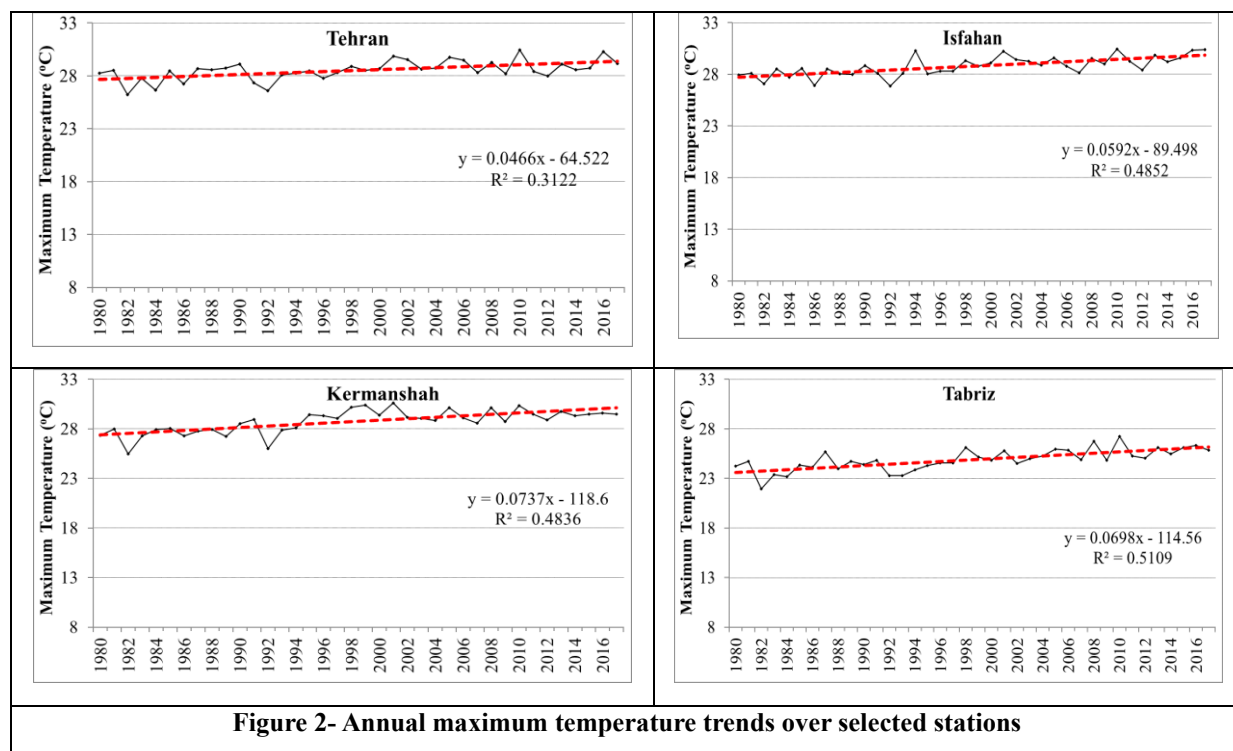 Tehran
Maximum Temperature (ºC)
33
28
23
18
13
8
y = 0.0466x - 64.522
R² = 0.3122
1980 1982 1984 1986 1988 1990 1992 1994 1996 1998 2000 2002 2004 2006 2008 2010 2012 2014 2016
Isfahan
Maximum Temperature (ºC)
33
28
23
18
13
8
y = 0.0592x - 89.498
R² = 0.4852
1980 1982 1984 1986 1988 1990 1992 1994 1996 1998 2000 2002 2004 2006 2008 2010 2012 2014 2016
Kermanshah
Maximum Temperature (ºC)
33
28
23
18
13
8
y = 0.0737x - 118.6
R² = 0.4836
1980 1982 1984 1986 1988 1990 1992 1994 1996 1998 2000 2002 2004 2006 2008 2010 2012 2014 2016
Tabriz
Maximum Temperature (ºC)
33
28
23
18
13
8
y = 0.0698x - 114.56
R² = 0.5109
1980 1982 1984 1986 1988 1990 1992 1994 1996 1998 2000 2002 2004 2006 2008 2010 2012 2014 2016
Figure 2- Annual maximum temperature trends over selected stations